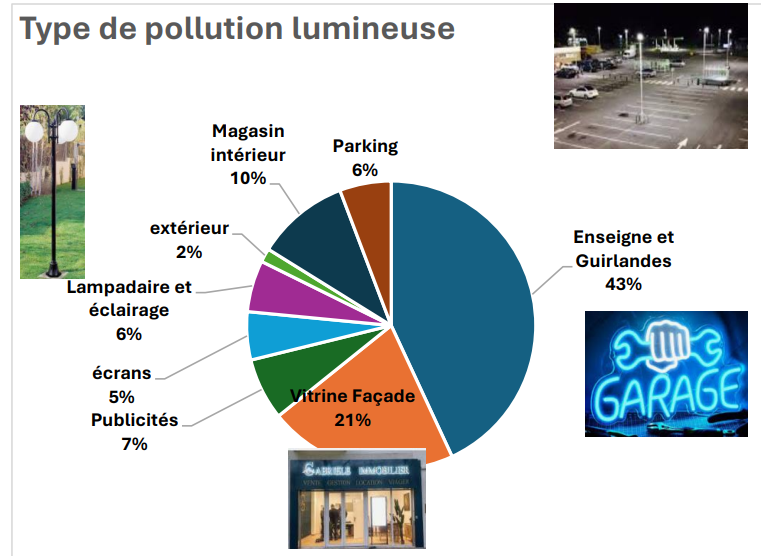 Type de pollution lumineuse
Magasin
intérieur
10%
Parking
6%
extérieur
2%
Enseigne et
Guirlandes
43%
Lampadaire et
éclairage
6%
écrans
5%
Publicités
7%
Vitrine Façade
21%
GARAGE
GABRIELE IMMOBILIER
VENTE GESTION LOCATION VIAGER